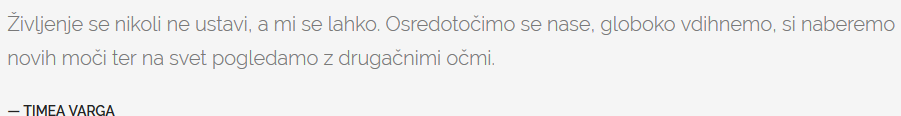 Življenje se nikoli ne ustavi, a mi se lahko. Osredotočimo se nase, globoko vdihnemo, si naberemo
novih moči ter na svet pogledamo z drugačnimi očmi.
— TIMEA VARGA